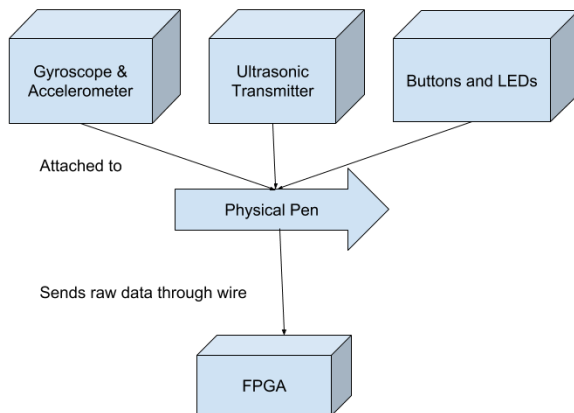 Gyroscope &
Accelerometer
Ultrasonic
Transmitter
Buttons and LEDs
Attached to
Physical Pen
Sends raw data through wire
FPGA